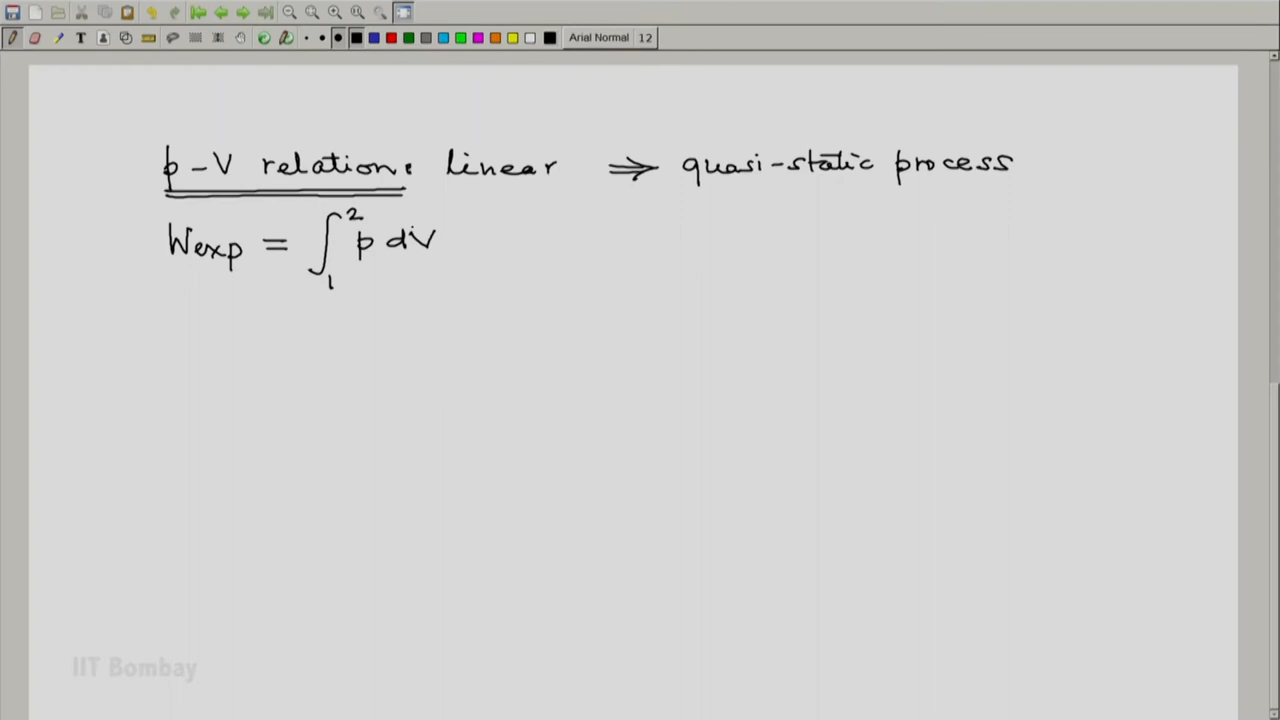 Arial Normal 12
p-V relation: linear ⇒ quasi-static process
Wexp = ∫₁² p dV
IIT Bombay